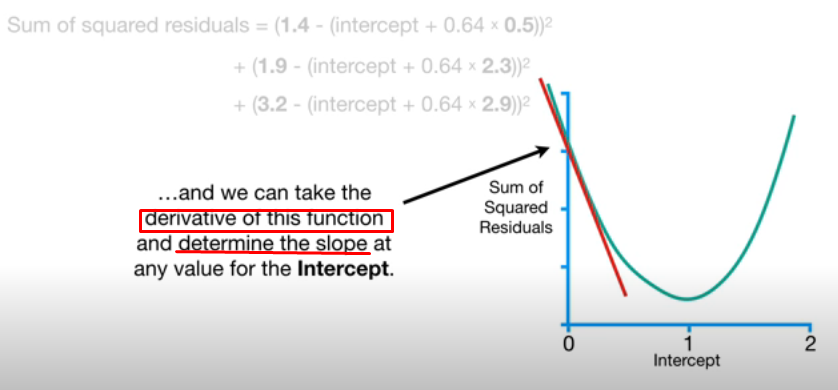 Sum of squared residuals = (1.4 - (intercept + 0.64 × 0.5))²
+ (1.9 - (intercept + 0.64 × 2.3))²
+ (3.2 - (intercept + 0.64 × 2.9))²
...and we can take the
derivative of this function
and determine the slope at
any value for the Intercept.
Sum of
Squared
Residuals
0
1
2
Intercept